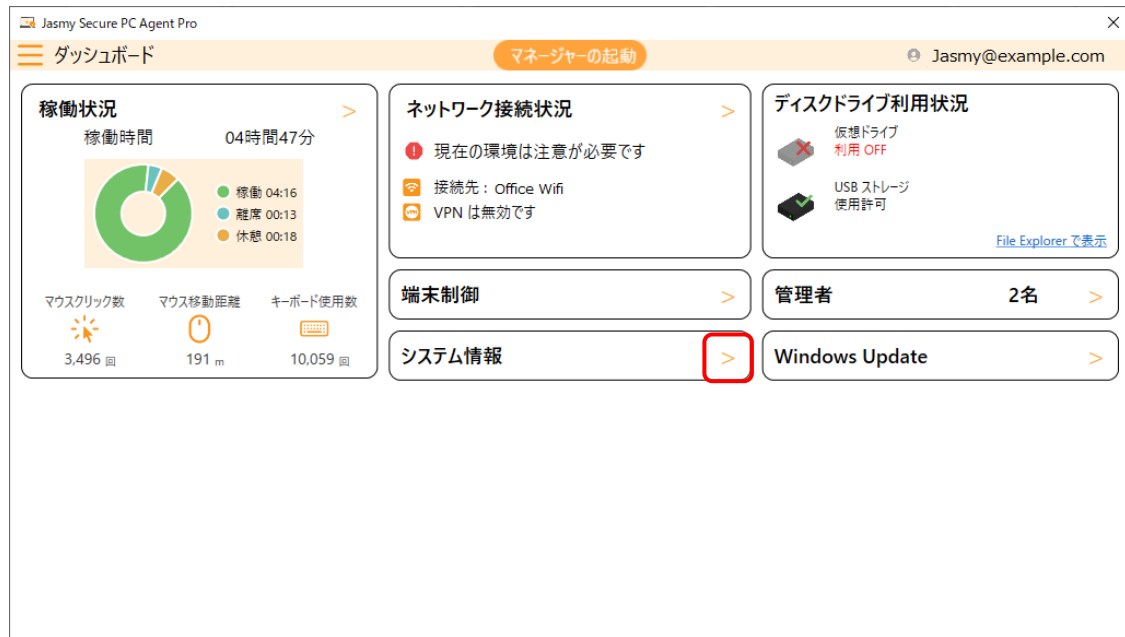 Jasmy Secure PC Agent Pro
ダッシュボード
マネージャーの起動
Jasmy@example.com
稼働状況 >
稼働時間 04時間47分
稼働 04:16
離席 00:13
休憩 00:18
マウスクリック数 マウス移動距離 キーボード使用数
3,496 回 191 m 10,059 回
ネットワーク接続状況 >
現在の環境は注意が必要です
接続先 : Office Wifi
VPN
VPN は無効です
ディスクドライブ利用状況
仮想ドライブ
利用 OFF
USB ストレージ
使用許可
File Explorer で表示
端末制御 >
管理者 2名 >
システム情報 >
Windows Update >